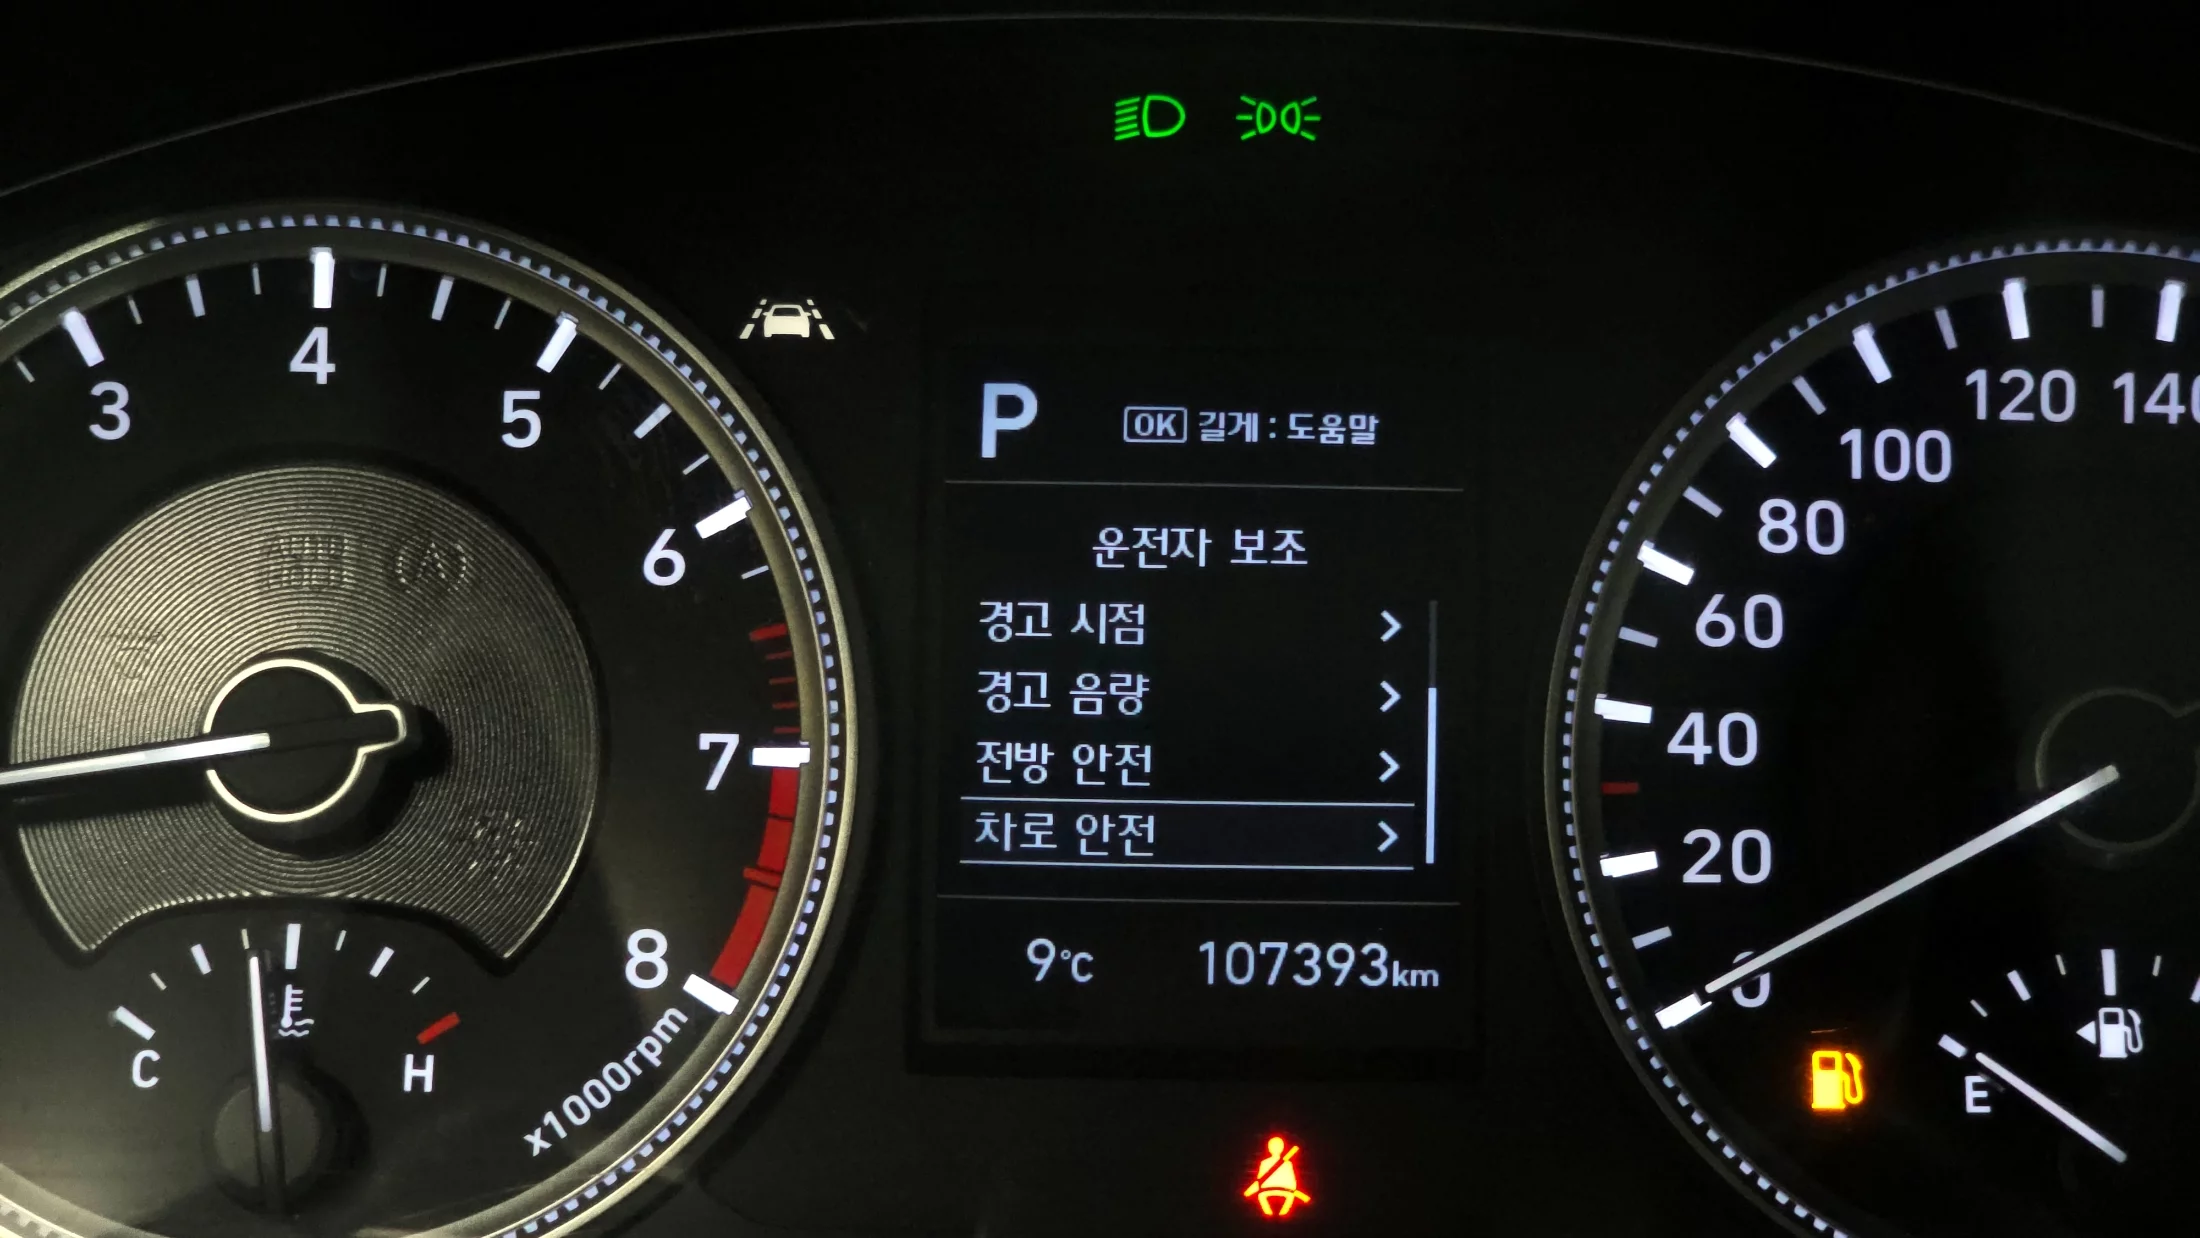 3
4
5
6
7
8
x1000rpm
C
H
P
OK 길게 : 도움말
운전자 보조
경고 시점
경고 음량
전방 안전
차로 안전
9℃ 107393km
0
20
40
60
80
100
120
140
E